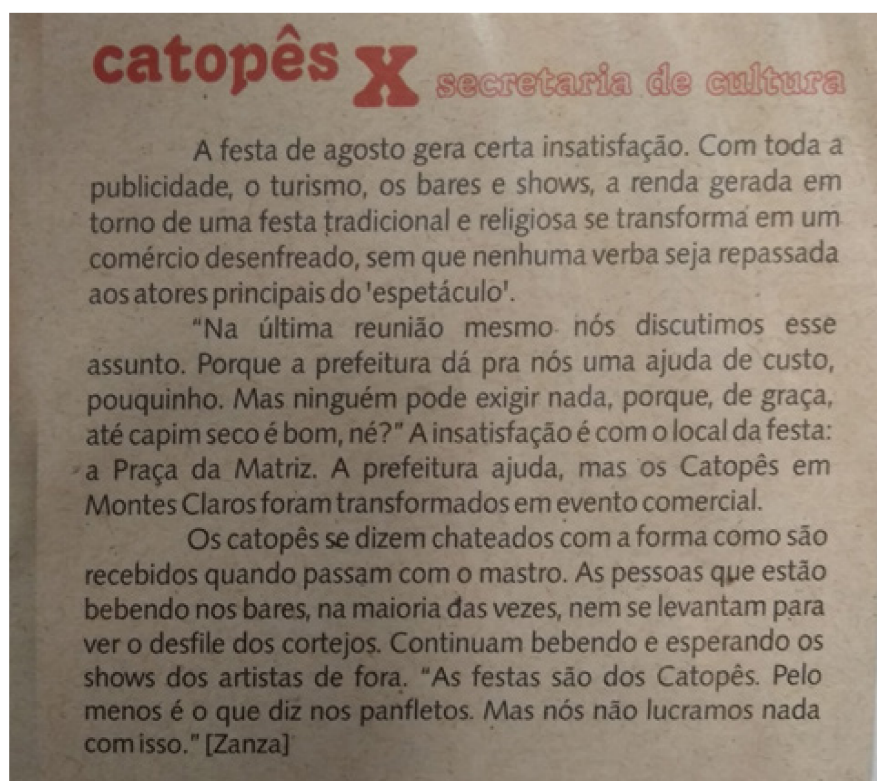 catopês X secretaria de cultura
A festa de agosto gera certa insatisfação. Com toda a
publicidade, o turismo, os bares e shows, a renda gerada em
torno de uma festa tradicional e religiosa se transforma em um
comércio desenfreado, sem que nenhuma verba seja repassada
aos atores principais do 'espetáculo'.
“Na última reunião mesmo nós discutimos esse
assunto. Porque a prefeitura dá pra nós uma ajuda de custo,
pouquinho. Mas ninguém pode exigir nada, porque, de graça,
até capim seco é bom, né?” A insatisfação é com o local da festa:
a Praça da Matriz. A prefeitura ajuda, mas os Catopês em
Montes Claros foram transformados em evento comercial.
Os catopês se dizem chateados com a forma como são
recebidos quando passam com o mastro. As pessoas que estão
bebendo nos bares, na maioria das vezes, nem se levantam para
ver o desfile dos cortejos. Continuam bebendo e esperando os
shows dos artistas de fora. “As festas são dos Catopês. Pelo
menos é o que diz nos panfletos. Mas nós não lucramos nada
com isso.” [Zanza]